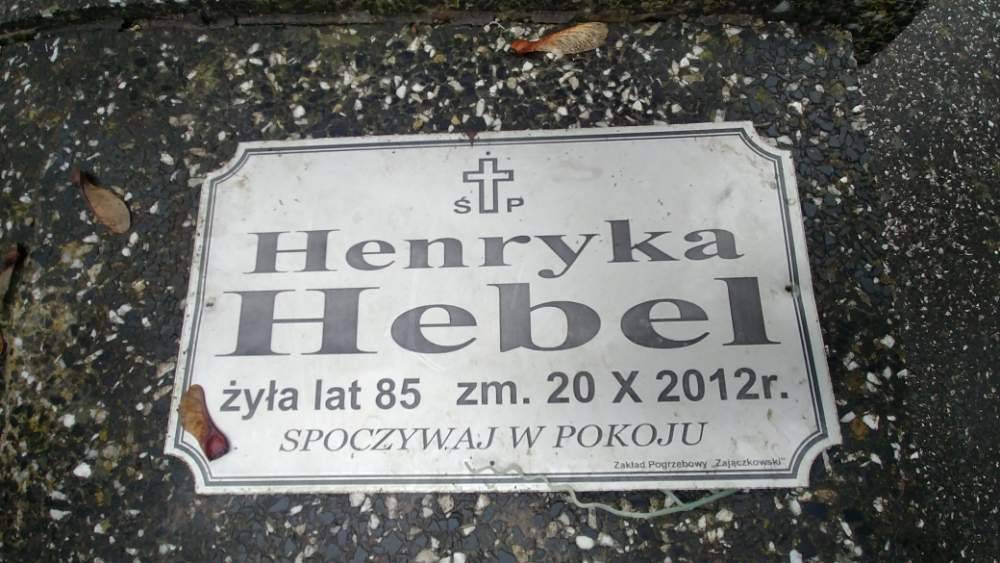 Ś P
Henryka
Hebel
żyła lat 85 zm. 20 X 2012r.
SPOCZYWAJ W POKOJU
Zakład Pogrzebowy „Zajączkowski"